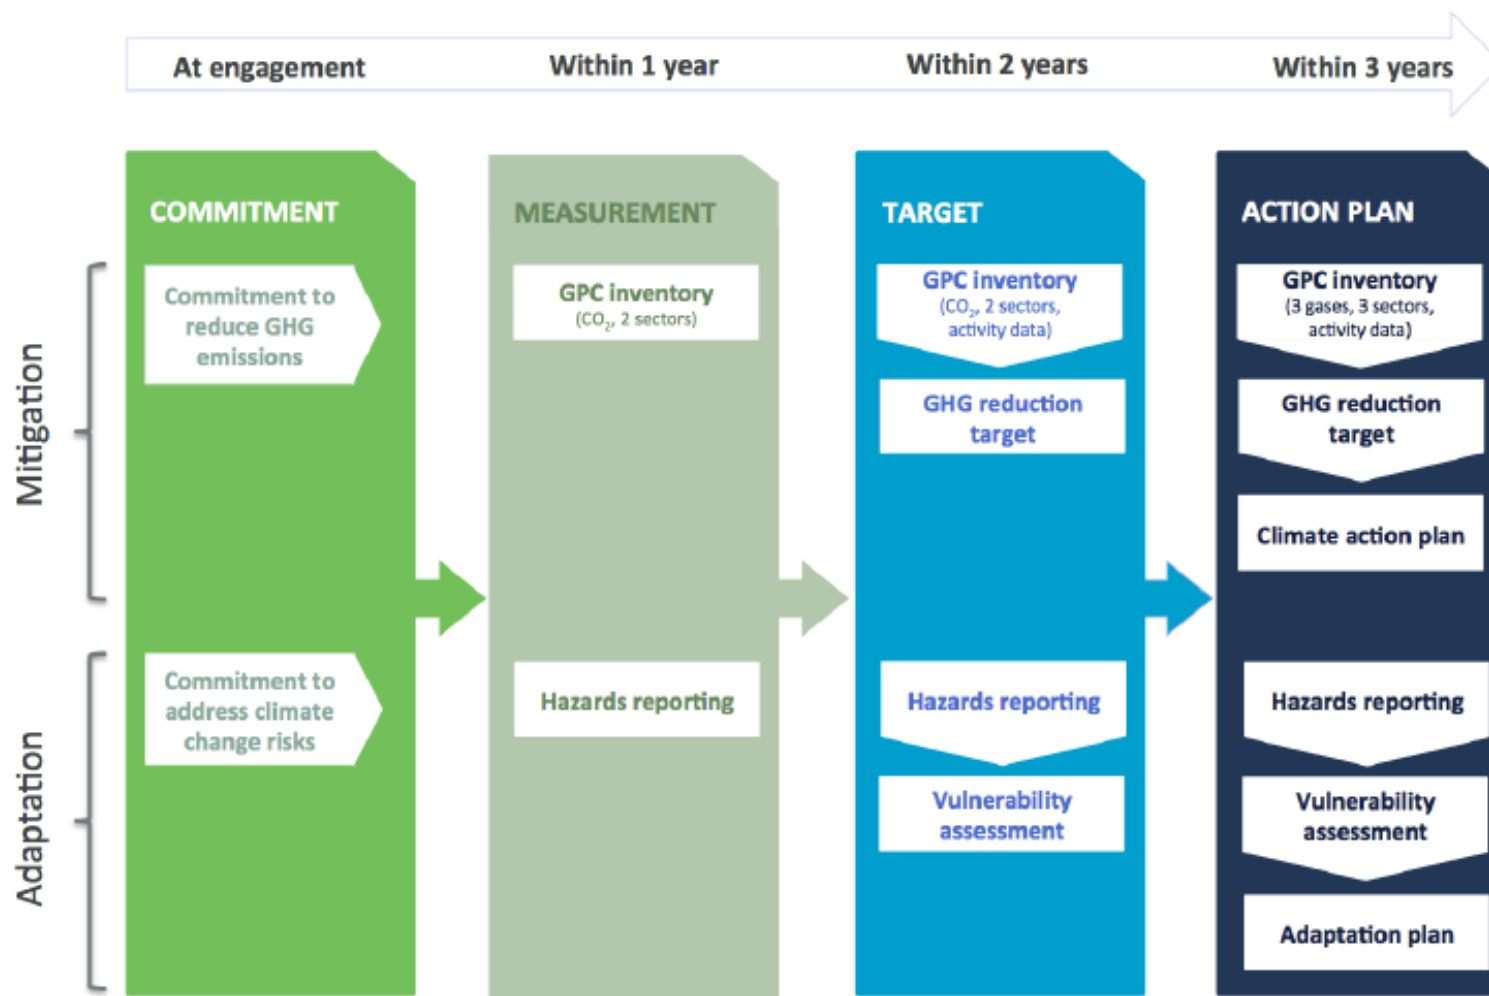 At engagement
Within 1 year
Within 2 years
Within 3 years
COMMITMENT
MEASUREMENT
TARGET
ACTION PLAN
Mitigation
Commitment to
reduce GHG
emissions
GPC inventory
(CO₂, 2 sectors)
GPC inventory
(CO₂, 2 sectors,
activity data)
GHG reduction
target
GPC inventory
(3 gases, 3 sectors,
activity data)
GHG reduction
target
Climate action plan
Adaptation
Commitment to
address climate
change risks
Hazards reporting
Hazards reporting
Vulnerability
assessment
Hazards reporting
Vulnerability
assessment
Adaptation plan